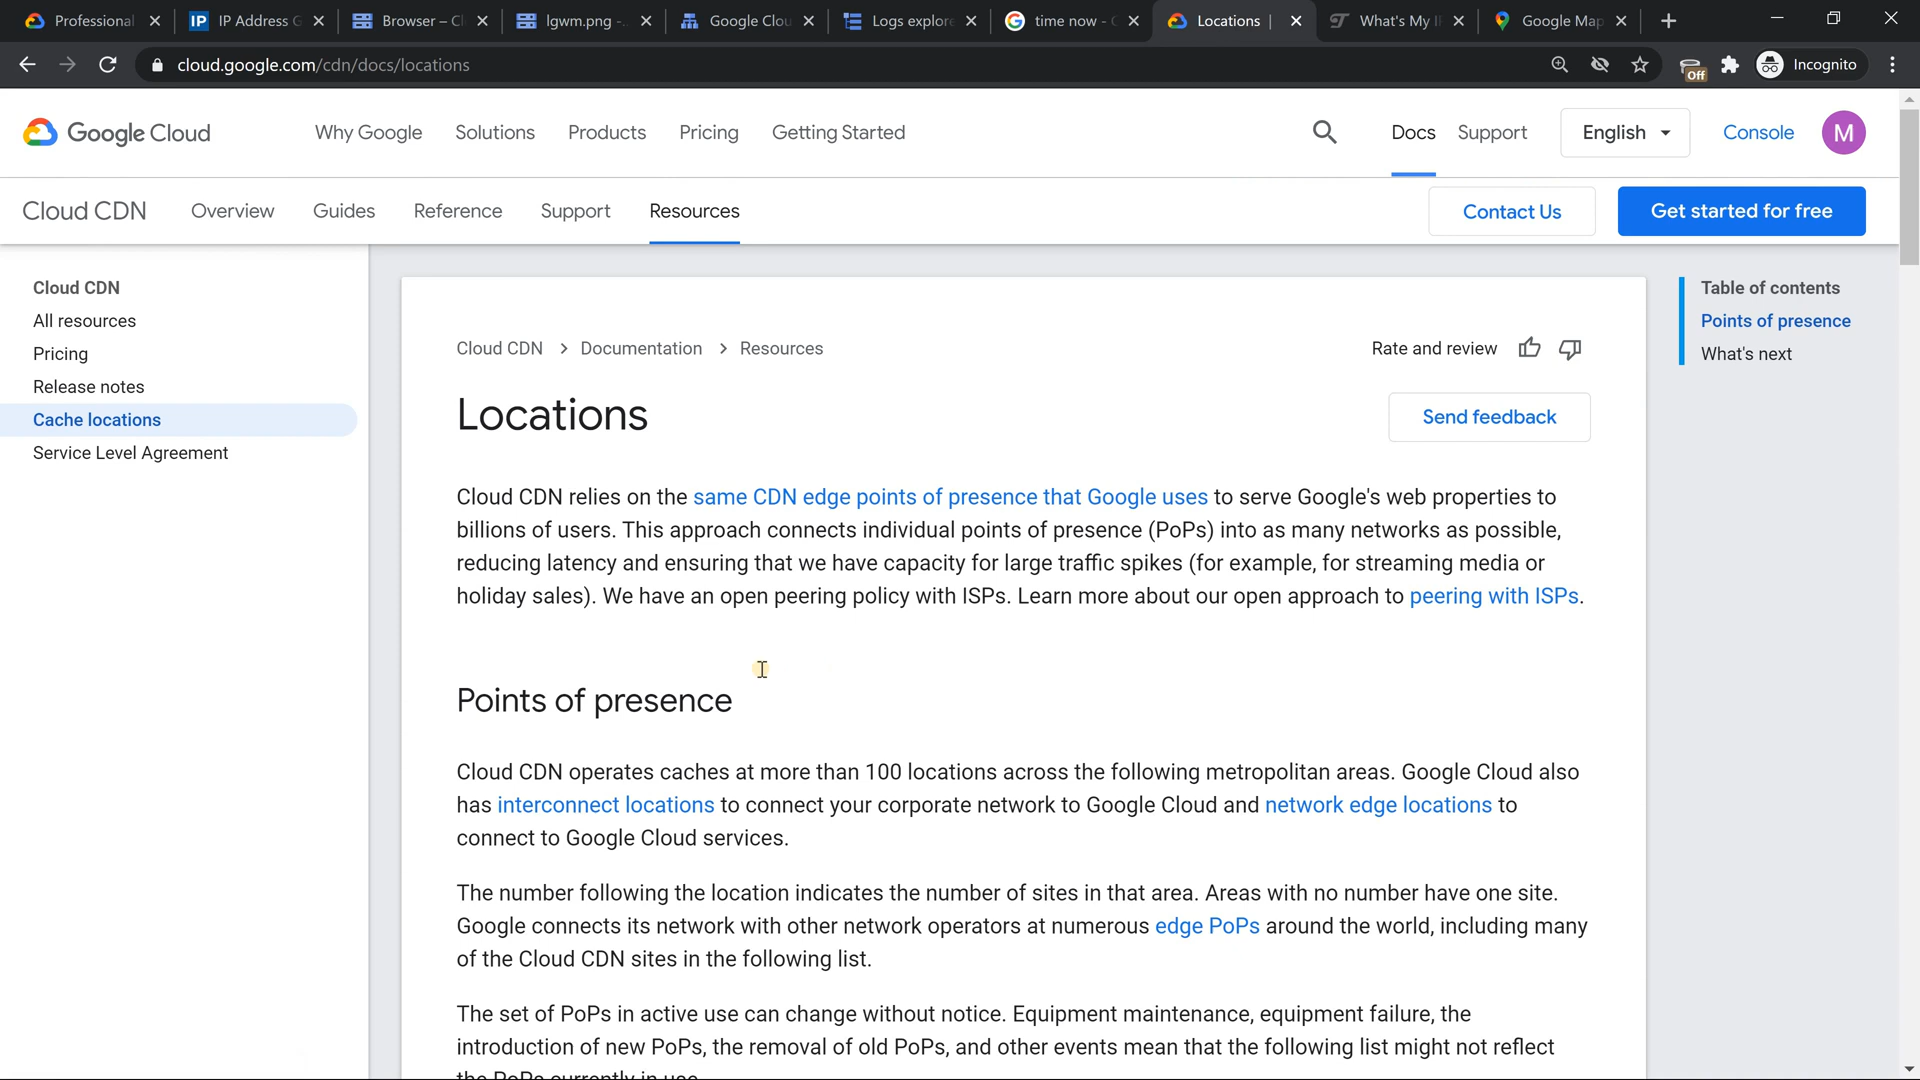 Professional
IP Address G
Browser – Cl
lgwm.png -
Google Clou
Logs explore
time now - G
Locations |
What's My I
Google Map
cloud.google.com/cdn/docs/locations
Off
Incognito
Google Cloud
Why Google
Solutions
Products
Pricing
Getting Started
Docs
Support
English
Console
M
Cloud CDN
Overview
Guides
Reference
Support
Resources
Contact Us
Get started for free
Cloud CDN
All resources
Pricing
Release notes
Cache locations
Service Level Agreement
Cloud CDN > Documentation > Resources
Rate and review
Locations
Send feedback
Cloud CDN relies on the same CDN edge points of presence that Google uses to serve Google's web properties to
billions of users. This approach connects individual points of presence (PoPs) into as many networks as possible,
reducing latency and ensuring that we have capacity for large traffic spikes (for example, for streaming media or
holiday sales). We have an open peering policy with ISPs. Learn more about our open approach to peering with ISPs.
Points of presence
Cloud CDN operates caches at more than 100 locations across the following metropolitan areas. Google Cloud also
has interconnect locations to connect your corporate network to Google Cloud and network edge locations to
connect to Google Cloud services.
The number following the location indicates the number of sites in that area. Areas with no number have one site.
Google connects its network with other network operators at numerous edge PoPs around the world, including many
of the Cloud CDN sites in the following list.
The set of PoPs in active use can change without notice. Equipment maintenance, equipment failure, the
introduction of new PoPs, the removal of old PoPs, and other events mean that the following list might not reflect
the PoPs currently in use.
Table of contents
Points of presence
What's next